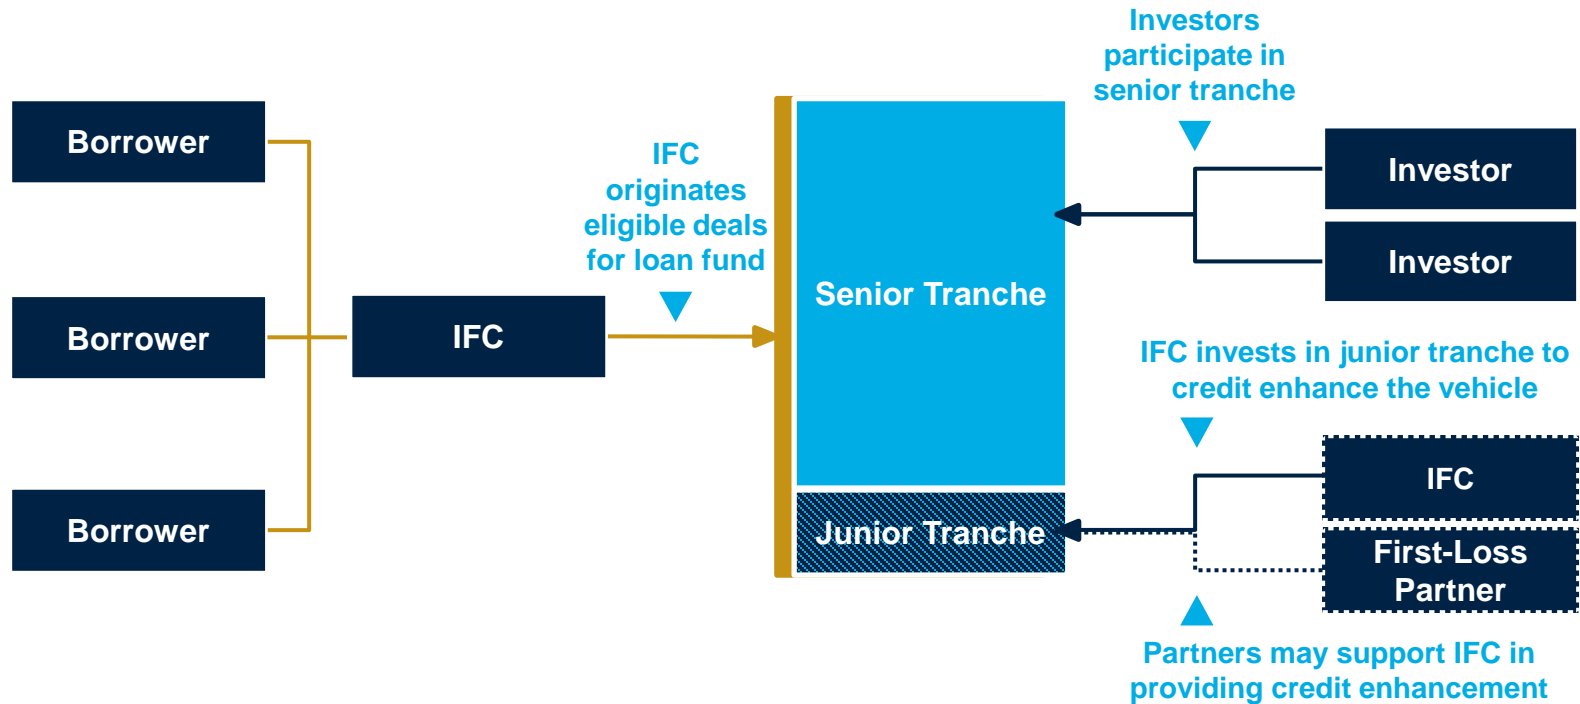 Borrower
Borrower
Borrower
IFC
IFC
originates
eligible deals
for loan fund
Senior Tranche
Junior Tranche
Investors
participate in
senior tranche
Investor
Investor
IFC invests in junior tranche to
credit enhance the vehicle
IFC
First-Loss
Partner
Partners may support IFC in
providing credit enhancement